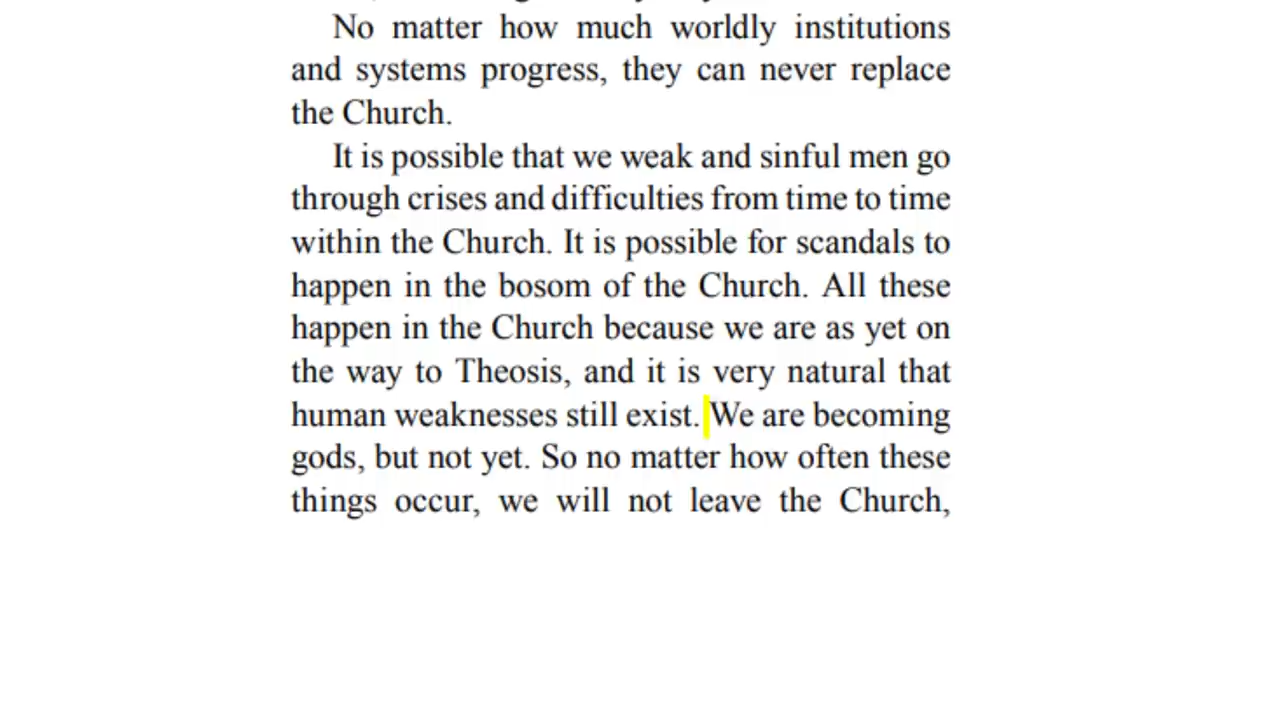 No matter how much worldly institutions
and systems progress, they can never replace
the Church.
It is possible that we weak and sinful men go
through crises and difficulties from time to time
within the Church. It is possible for scandals to
happen in the bosom of the Church. All these
happen in the Church because we are as yet on
the way to Theosis, and it is very natural that
human weaknesses still exist. We are becoming
gods, but not yet. So no matter how often these
things occur, we will not leave the Church,